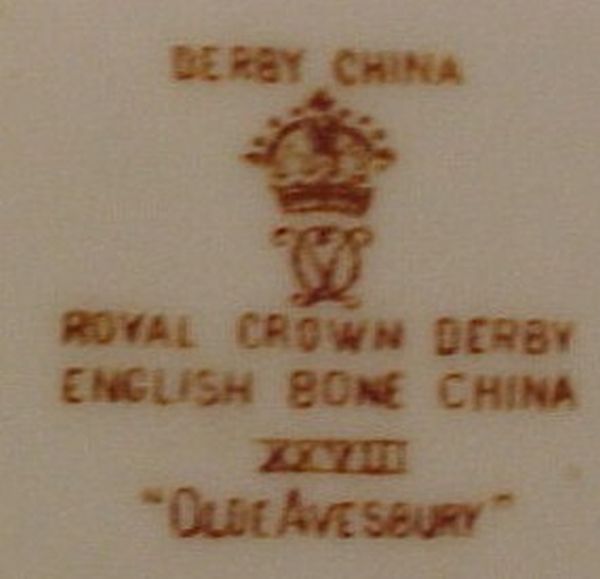 DERBY CHINA
ROYAL CROWN DERBY
ENGLISH BONE CHINA
XXVIII
"OLDE AVESBURY"